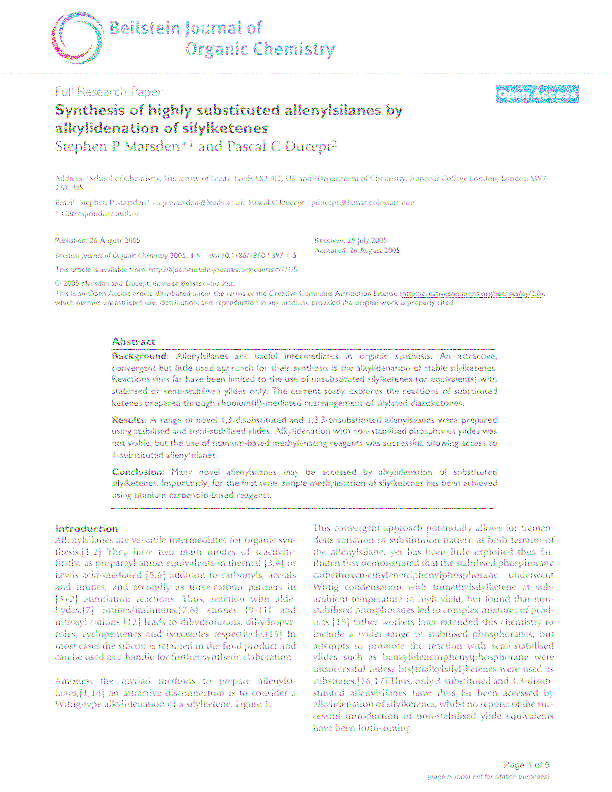 Beilstein Journal of
Organic Chemistry
Full Research Paper
Open Access
Synthesis of highly substituted allenylsilanes by
alkylidenation of silylketenes
Stephen P Marsden*1 and Pascal C Ducept2
Address: 1School of Chemistry, University of Leeds, Leeds LS2 9JT, UK and 2Department of Chemistry, Imperial College London, London SW7
2AY, UK
Email: Stephen P Marsden* - Pascal C Ducept -
* Corresponding author
Published: 26 August 2005
Received: 29 July 2005
Accepted: 26 August 2005
Beilstein Journal of Organic Chemistry 2005, 1:5 doi:10.1186/1860-5397-1-5
This article is available from:
© 2005 Marsden and Ducept; licensee Beilstein-Institut.
This is an Open Access article distributed under the terms of the Creative Commons Attribution License (http://creativecommons.org/licenses/by/2.0),
which permits unrestricted use, distribution, and reproduction in any medium, provided the original work is properly cited.
Abstract
Background: Allenylsilanes are useful intermediates in organic synthesis. An attractive,
convergent but little used approach for their synthesis is the alkylidenation of stable silylketenes.
Reactions thus far have been limited to the use of unsubstituted silylketenes (or equivalents) with
stabilised or semi-stabilised ylides only. The current study explores the reactions of substituted
ketenes prepared through rhodium(II)-mediated rearrangement of silylated diazoketones.
Results: A range of novel 1,3-disubstituted and 1,3,3-trisubstituted allenylsilanes were prepared
using stabilised and semi-stabilised ylides. Alkylidenation with non-stabilised phosphorus ylides was
not viable, but the use of titanium-based methylenating reagents was successful, allowing access to
1-substituted allenylsilanes.
Conclusion: Many novel allenylsilanes may be accessed by alkylidenation of substituted
silylketenes. Importantly, for the first time, simple methylenation of silylketenes has been achieved
using titanium carbenoid-based reagents.
Introduction
Allenylsilanes are versatile intermediates for organic syn-
thesis.[1,2] They have two main modes of reactivity:
firstly, as propargyl anion equivalents in thermal [3,4] or
Lewis acid-mediated [5,6] addition to carbonyls, acetals
and imines, and secondly as three-carbon partners in
[3+2] annulation reactions. Thus, reaction with alde-
hydes,[7] imines/iminiums,[7,8] enones [9-11] and
nitrosyl cations [12] leads to dihydrofurans, dihydropyr-
roles, cyclopentenes and isoxazoles respectively.[13] In
most cases the silicon is retained in the final product and
can be used as a handle for further synthetic elaboration.
Amongst the myriad methods to prepare allenylsi-
lanes,[1,14] an attractive disconnection is to consider a
Wittig-type alkylidenation of a silylketene, Figure 1.
This convergent approach potentially allows for tremen-
dous variation in substitution pattern at both termini of
the allenylsilane, yet has been little exploited thus far.
first demonstrated that the stabilised phosphorane
carbethoxymethylenetriphenylphosphorane underwent
Wittig condensation with trimethylsilylketene at sub-
ambient temperature in high yield, but found that non-
stabilised phosphoranes led to complex mixtures of prod-
ucts.[15] Other workers later extended this chemistry to
include a wider range of stabilised phosphoranes, but
attempts to promote the reaction with semi-stabilised
ylides such as benzylidenetriphenylphosphorane were
unsuccessful unless bis(trialkylsilyl)ketenes were used as
substrates.[16,17] Thus, only 3-substituted and 3,3-disub-
stituted allenylsilanes have thus far been accessed by
alkylidenation of silylketenes, whilst no reports of the suc-
cessful introduction of non-stabilised ylide equivalents
have been forthcoming.
Page 1 of 5
(page number not for citation purposes)